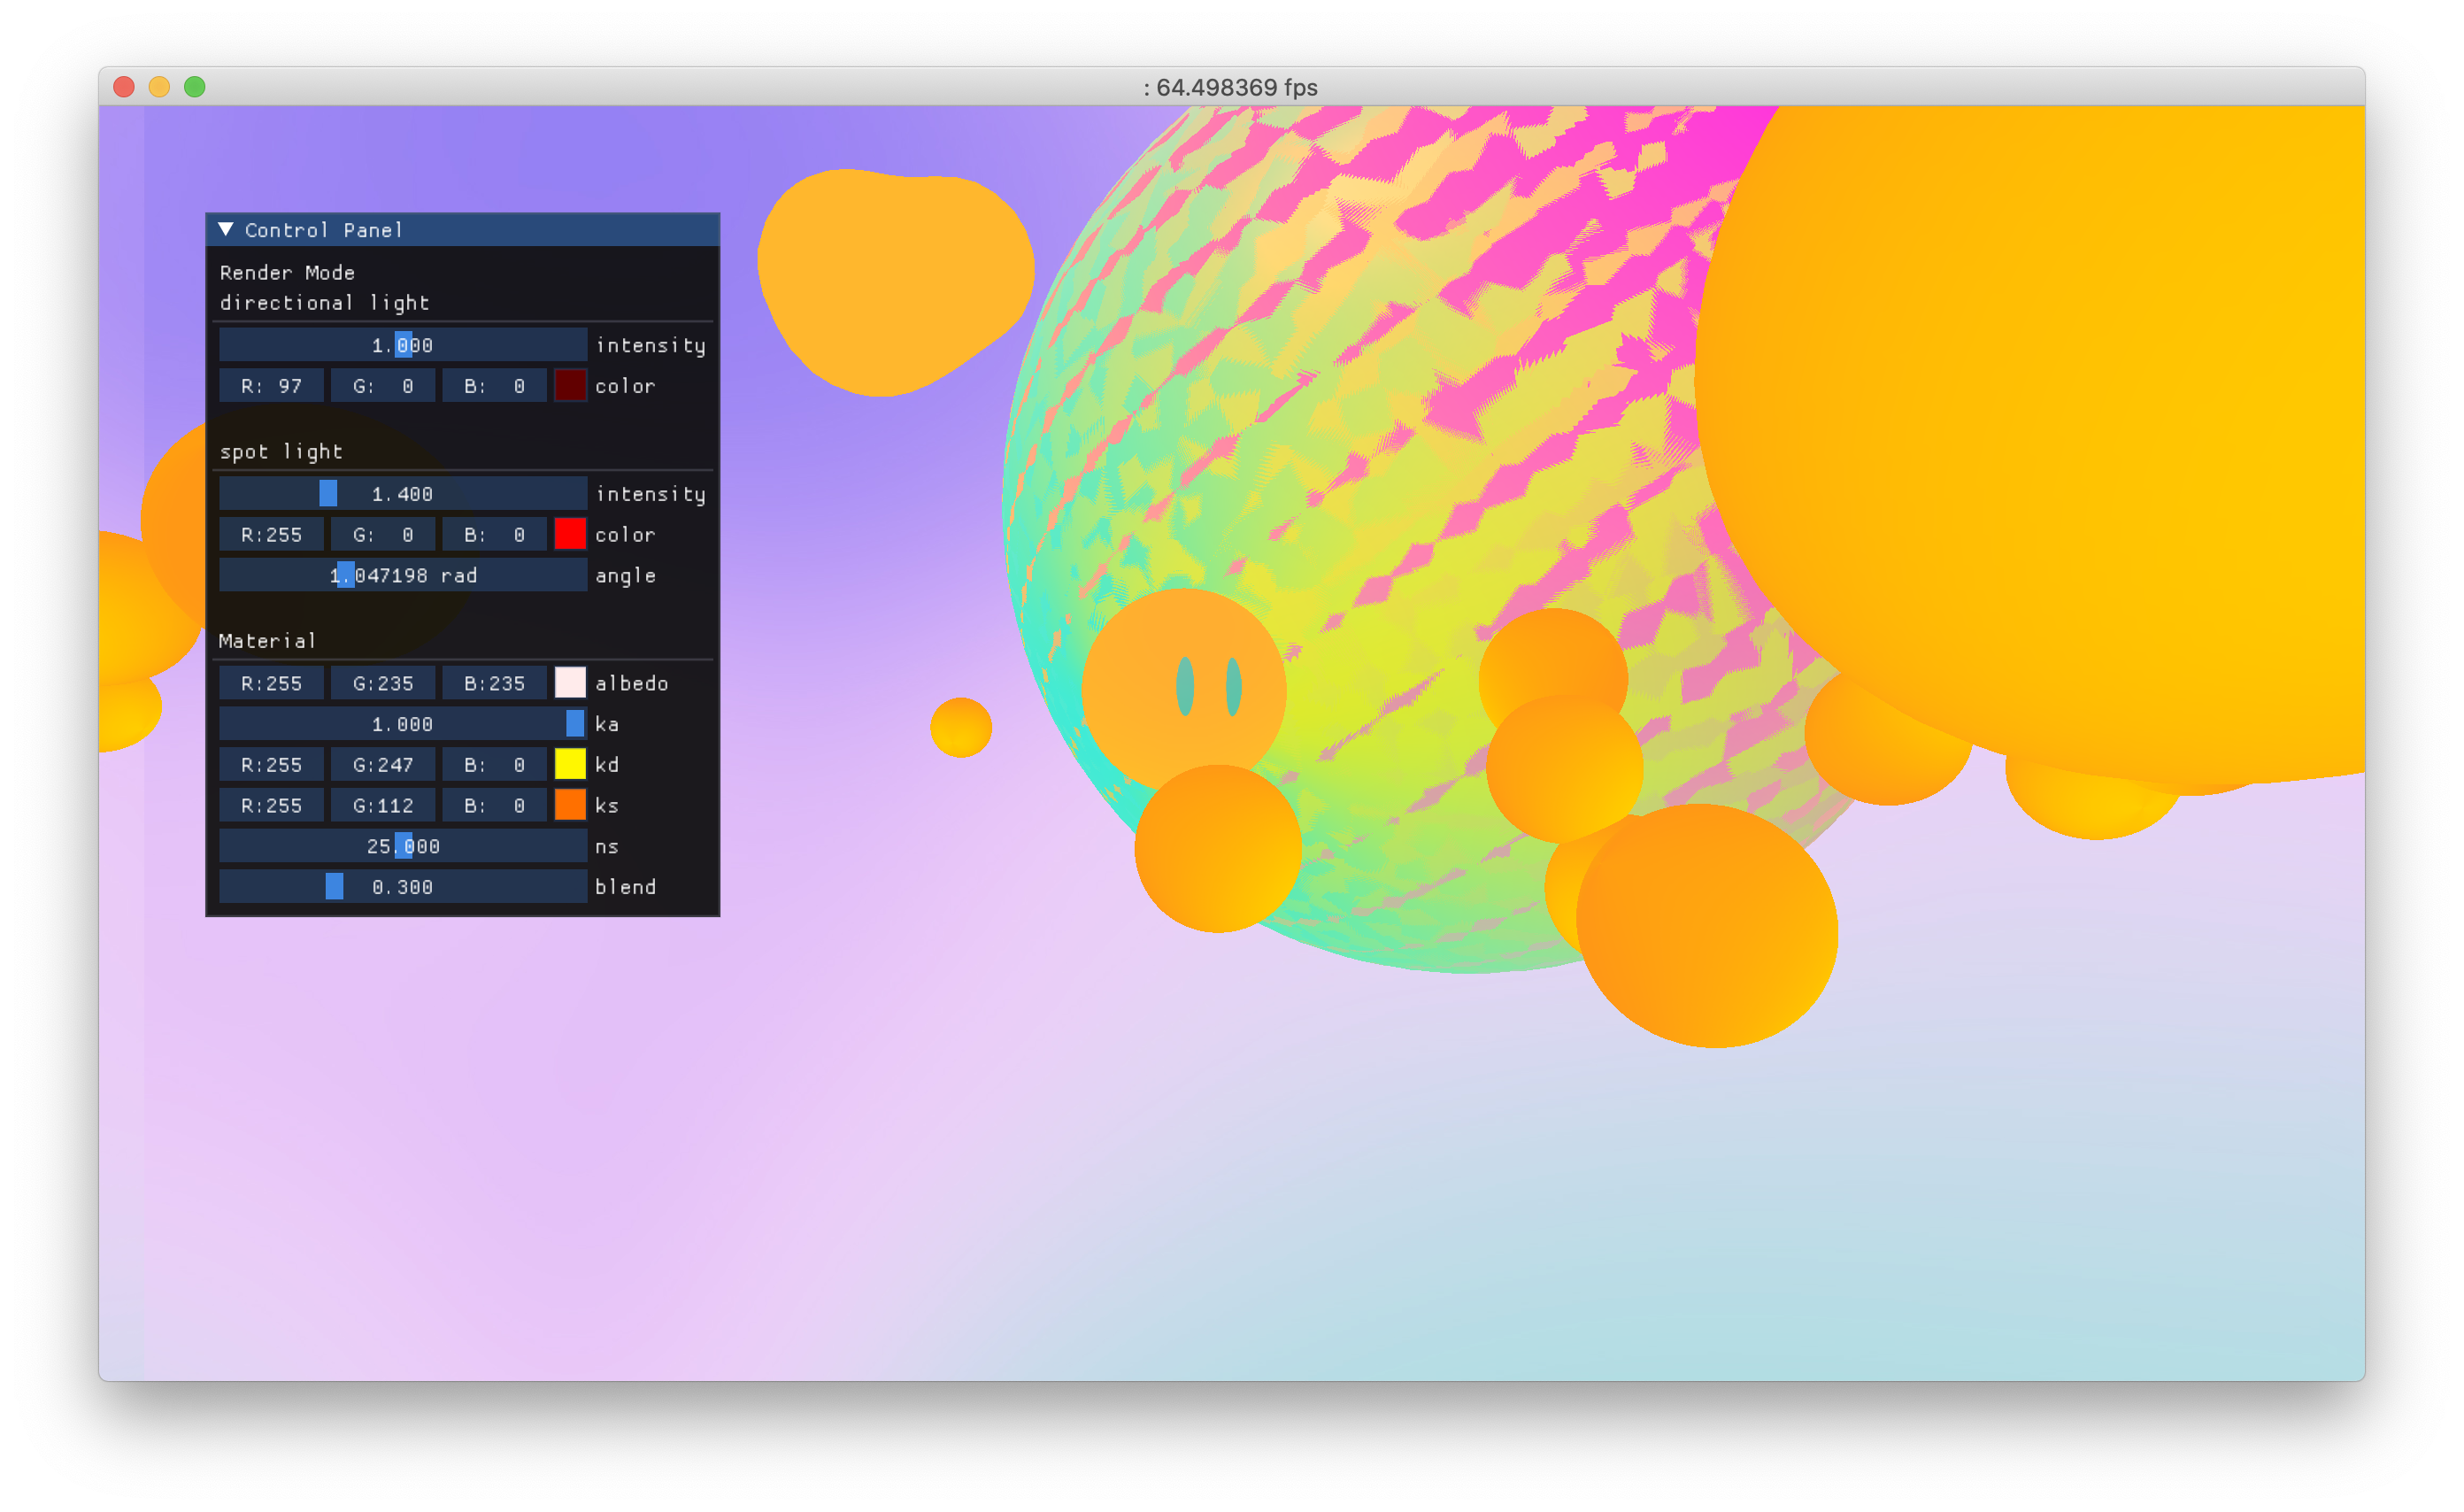 : 64.498369 fps
Control Panel
Render Mode
directional light
1.000 intensity
R: 97 G: 0 B: 0 color
spot light
1.400 intensity
R:255 G: 0 B: 0 color
1.047198 rad angle
Material
R:255 G:235 B:235 albedo
1.000 ka
R:255 G:247 B: 0 kd
R:255 G:112 B: 0 ks
25.000 ns
0.300 blend